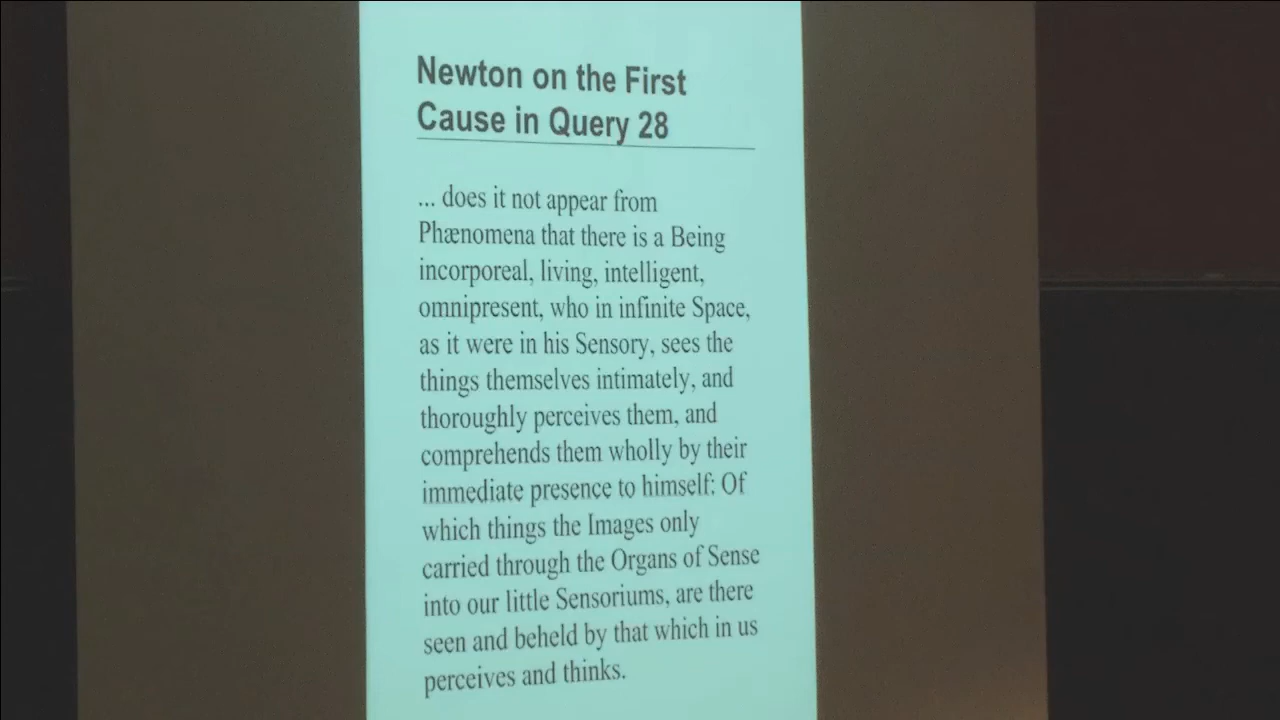 Newton on the First
Cause in Query 28
... does it not appear from
Phænomena that there is a Being
incorporeal, living, intelligent,
omnipresent, who in infinite Space,
as it were in his Sensory, sees the
things themselves intimately, and
thoroughly perceives them, and
comprehends them wholly by their
immediate presence to himself: Of
which things the Images only
carried through the Organs of Sense
into our little Sensoriums, are there
seen and beheld by that which in us
perceives and thinks.